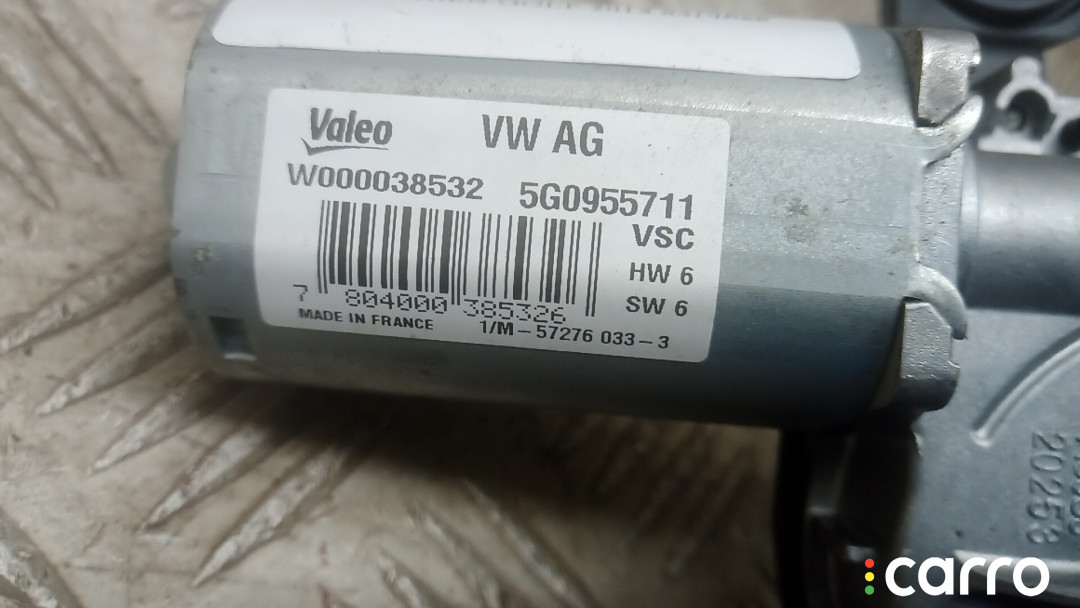 Valeo VW AG
W000038532 5G0955711
VSC
HW 6
SW 6
7 804000 385326
MADE IN FRANCE 1/M-57276 033-3
20253
carro